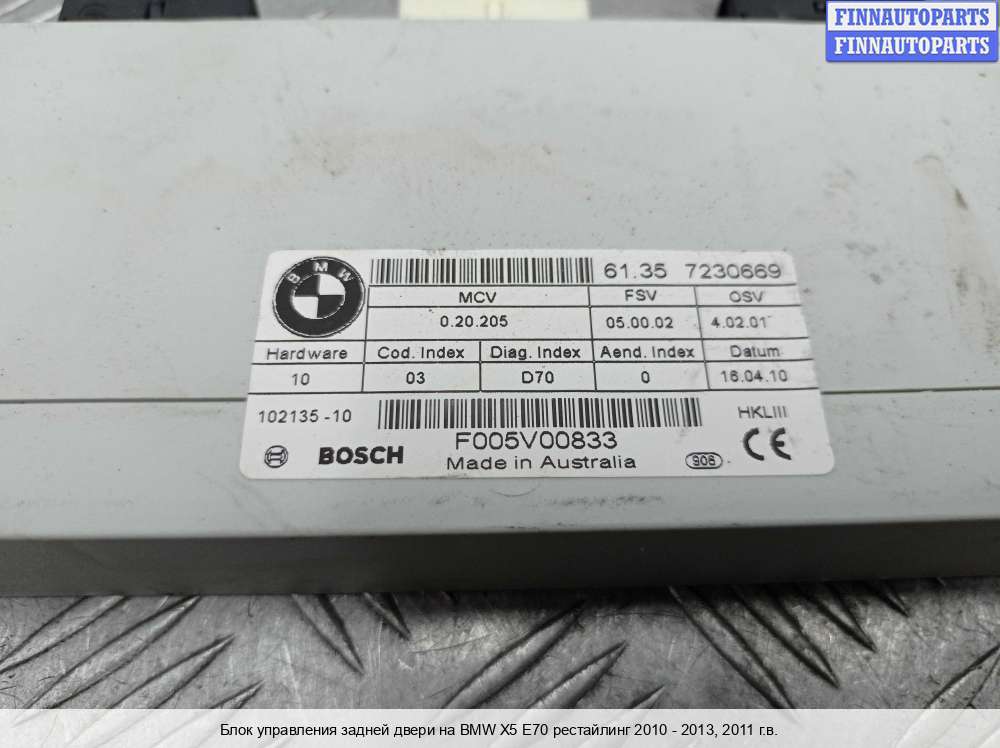 FINNAUTOPARTS
FINNAUTOPARTS
BMW
61.35 7230669
MCV FSV OSV
0.20.205 05.00.02 4.02.01
Hardware Cod. Index Diag. Index Aend. Index Datum
10 03 D70 0 16.04.10
102135 -10 HKLIII
F005V00833
BOSCH Made in Australia 906 CE
Блок управления задней двери на BMW X5 E70 рестайлинг 2010 - 2013, 2011 г.в.